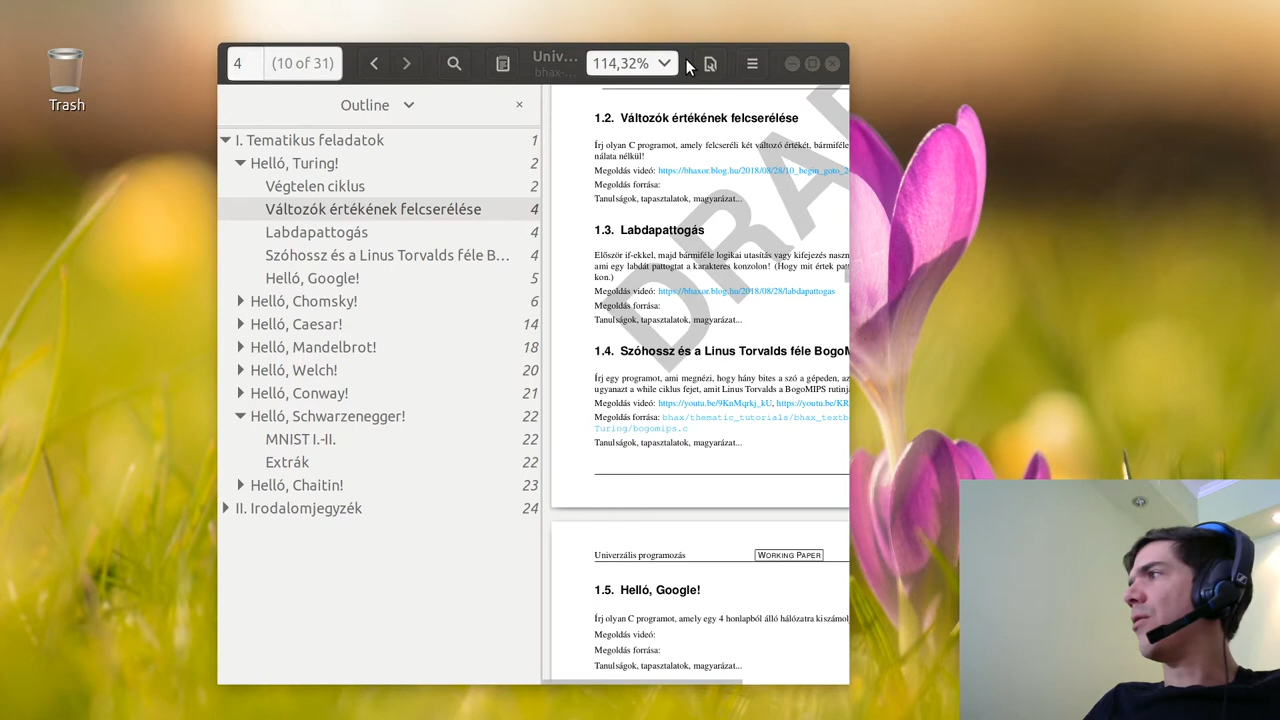 Trash
4 (10 of 31)
Univ...
bhax-...
114,32%
Outline
I. Tematikus feladatok 1
Helló, Turing! 2
Végtelen ciklus 2
Változók értékének felcserélése 4
Labdapattogás 4
Szóhossz és a Linus Torvalds féle B... 4
Helló, Google! 5
Helló, Chomsky! 6
Helló, Caesar! 14
Helló, Mandelbrot! 18
Helló, Welch! 20
Helló, Conway! 21
Helló, Schwarzenegger! 22
MNIST I.-II. 22
Extrák 22
Helló, Chaitin! 23
II. Irodalomjegyzék 24
DRA
1.2. Változók értékének felcserélése
Írj olyan C programot, amely felcseréli két változó értékét, bármiféle
nálata nélkül!
Megoldás videó: https://bhaxor.blog.hu/2018/08/28/10_begin_goto_2
Megoldás forrása:
Tanulságok, tapasztalatok, magyarázat...
1.3. Labdapattogás
Először if-ekkel, majd bármiféle logikai utasítás vagy kifejezés naszn
ami egy labdát pattogtat a karakteres konzolon! (Hogy mit értek pat
kon.)
Megoldás videó: https://bhaxor.blog.hu/2018/08/28/labdapattogas
Megoldás forrása:
Tanulságok, tapasztalatok, magyarázat...
1.4. Szóhossz és a Linus Torvalds féle BogoM
Írj egy programot, ami megnézi, hogy hány bites a szó a gépeden, az
ugyanazt a while ciklus fejet, amit Linus Torvalds a BogoMIPS rutinj
Megoldás videó: https://youtu.be/9KnMqrkj_kU, https://youtu.be/KR
Megoldás forrása: bhax/thematic_tutorials/bhax_textb
Turing/bogomips.c
Tanulságok, tapasztalatok, magyarázat...
Univerzális programozás WORKING PAPER
1.5. Helló, Google!
Írj olyan C programot, amely egy 4 honlapból álló hálózatra kiszámol
Megoldás videó:
Megoldás forrása:
Tanulságok, tapasztalatok, magyarázat...